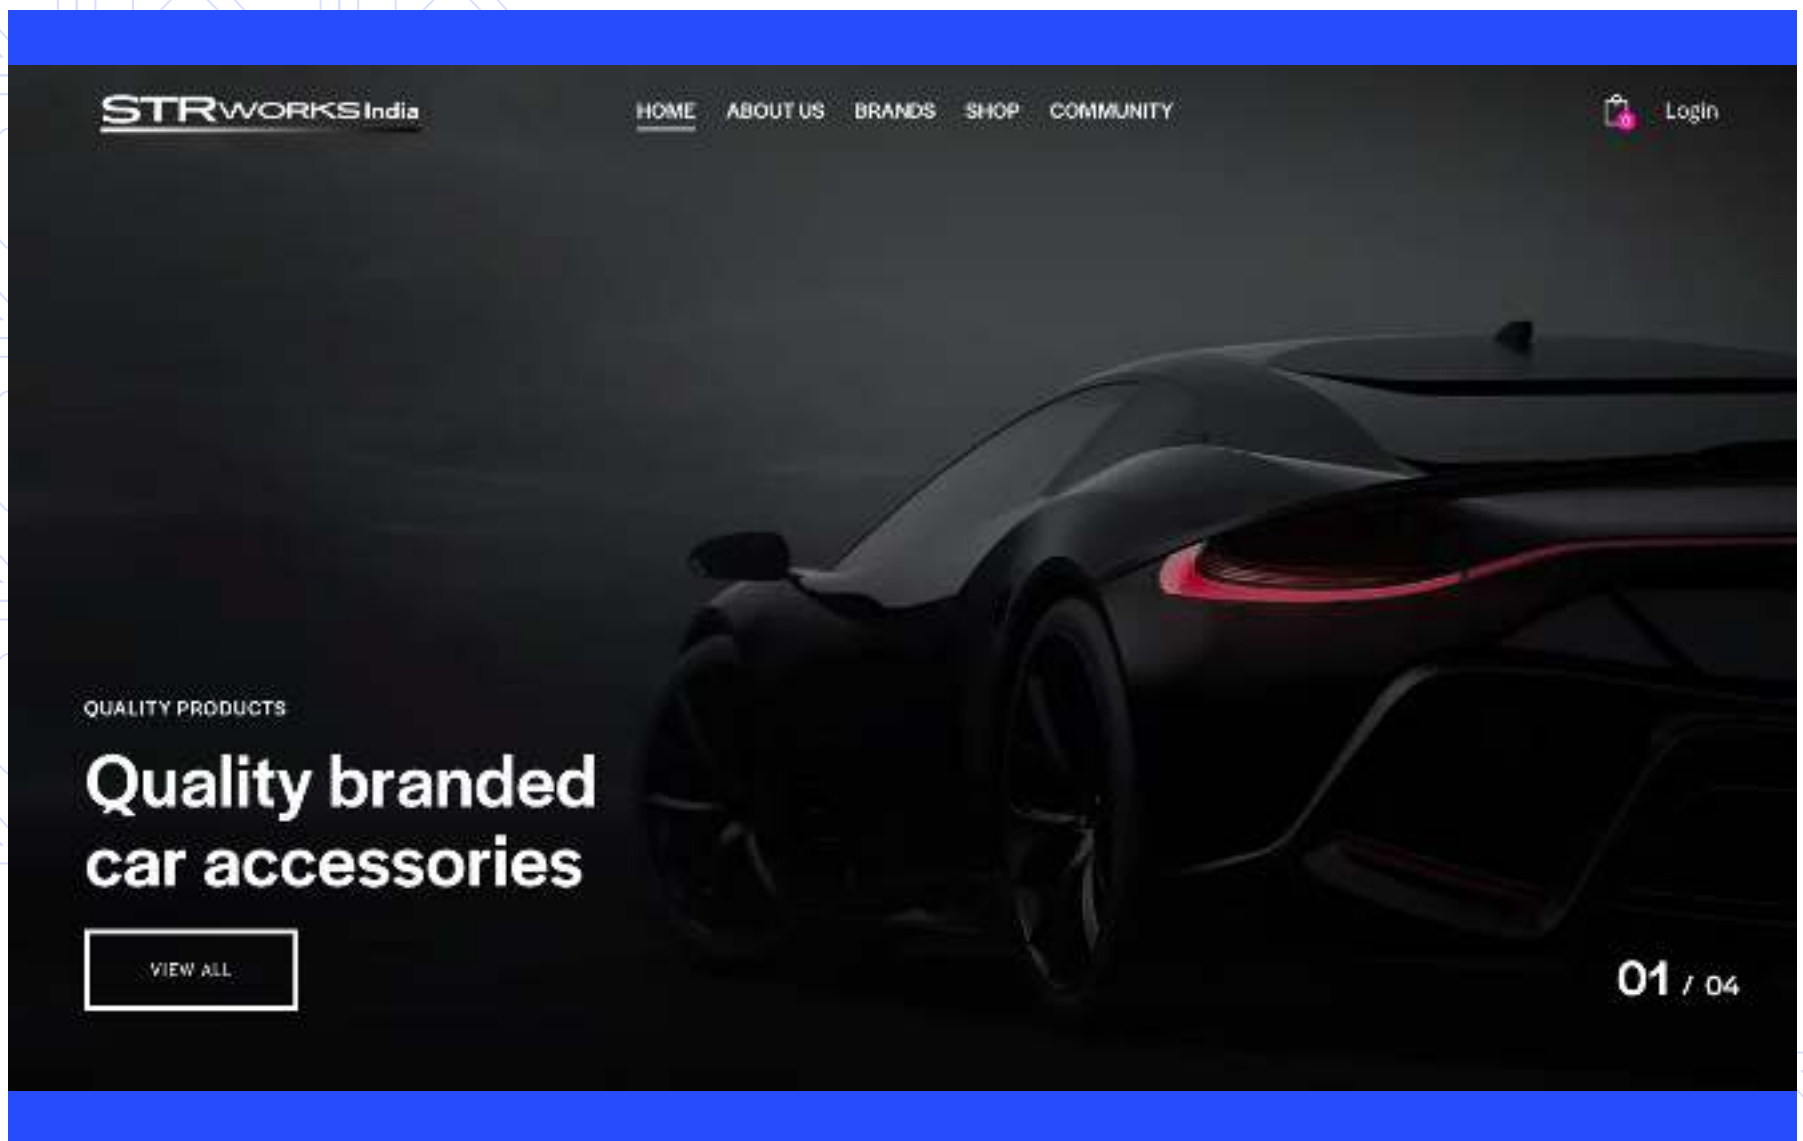 STRWORKS India
HOME ABOUT US BRANDS SHOP COMMUNITY
0 Login
QUALITY PRODUCTS
Quality branded
car accessories
VIEW ALL
01 / 04